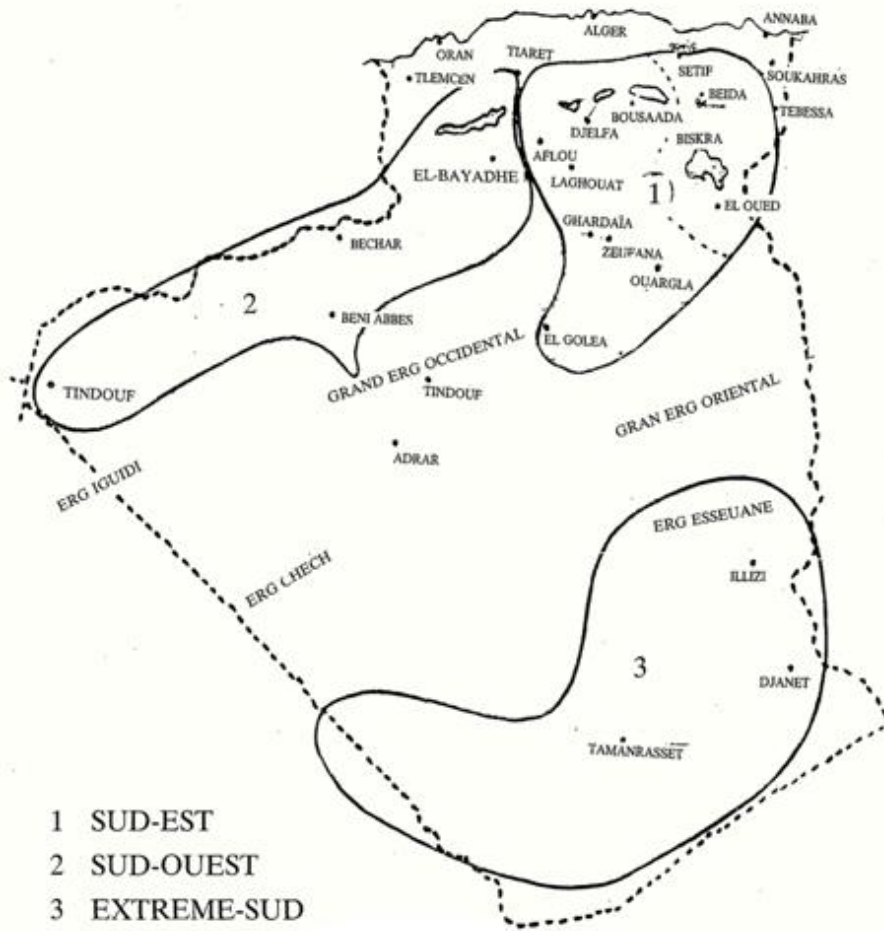 ANNABA
ALGER
ORAN
TIARET
SETIF
SOUKAHRAS
TLEMCEN
BEIDA
BOUSAADA
TEBESSA
DJELFA
BISKRA
AFLOU
EL-BAYADHE
LAGHOUAT
1)
EL OUED
GHARDAÏA
BECHAR
ZEUFANA
OUARGLA
2
BENI ABBES
EL GOLEA
GRAND ERG OCCIDENTAL
TINDOUF
TINDOUF
GRAN ERG ORIENTAL
ADRAR
ERG IGUIDI
ERG ESSEUANE
ERG CHECH
ILLIZI
3
DJANET
TAMANRASSET
1 SUD-EST
2 SUD-OUEST
3 EXTREME-SUD